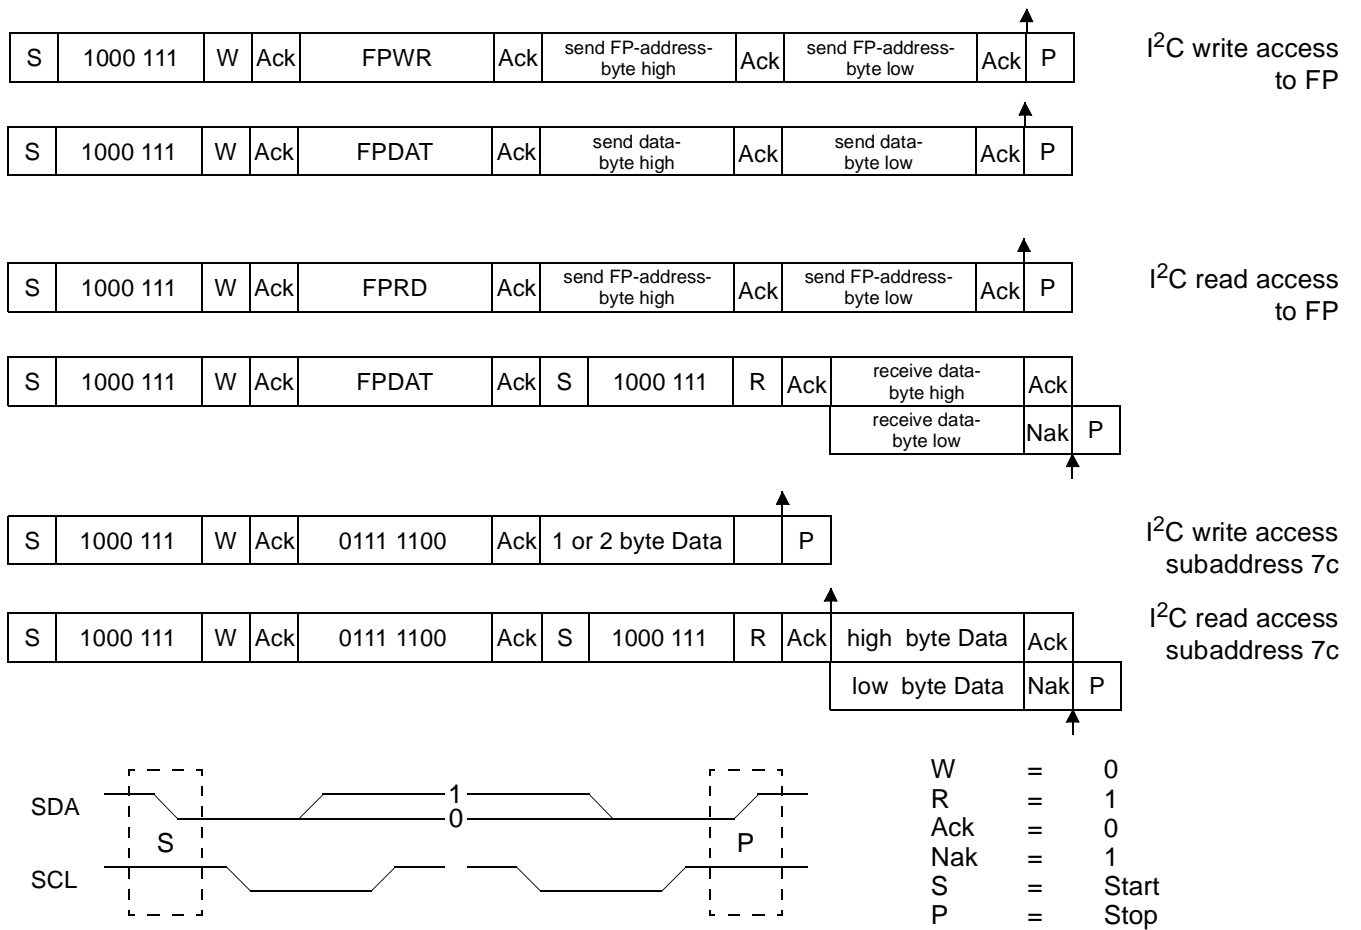 S 1000 111 W Ack FPWR Ack send FP-address-byte high Ack send FP-address-byte low Ack P
I²C write access
to FP
S 1000 111 W Ack FPDAT Ack send data-byte high Ack send data-byte low Ack P
S 1000 111 W Ack FPRD Ack send FP-address-byte high Ack send FP-address-byte low Ack P
I²C read access
to FP
S 1000 111 W Ack FPDAT Ack S 1000 111 R Ack receive data-byte high Ack
receive data-byte low Nak P
S 1000 111 W Ack 0111 1100 Ack 1 or 2 byte Data P
I²C write access
subaddress 7c
S 1000 111 W Ack 0111 1100 Ack S 1000 111 R Ack high byte Data Ack
I²C read access
subaddress 7c
low byte Data Nak P
SDA 1
0
S P
SCL
W = 0
R = 1
Ack = 0
Nak = 1
S = Start
P = Stop